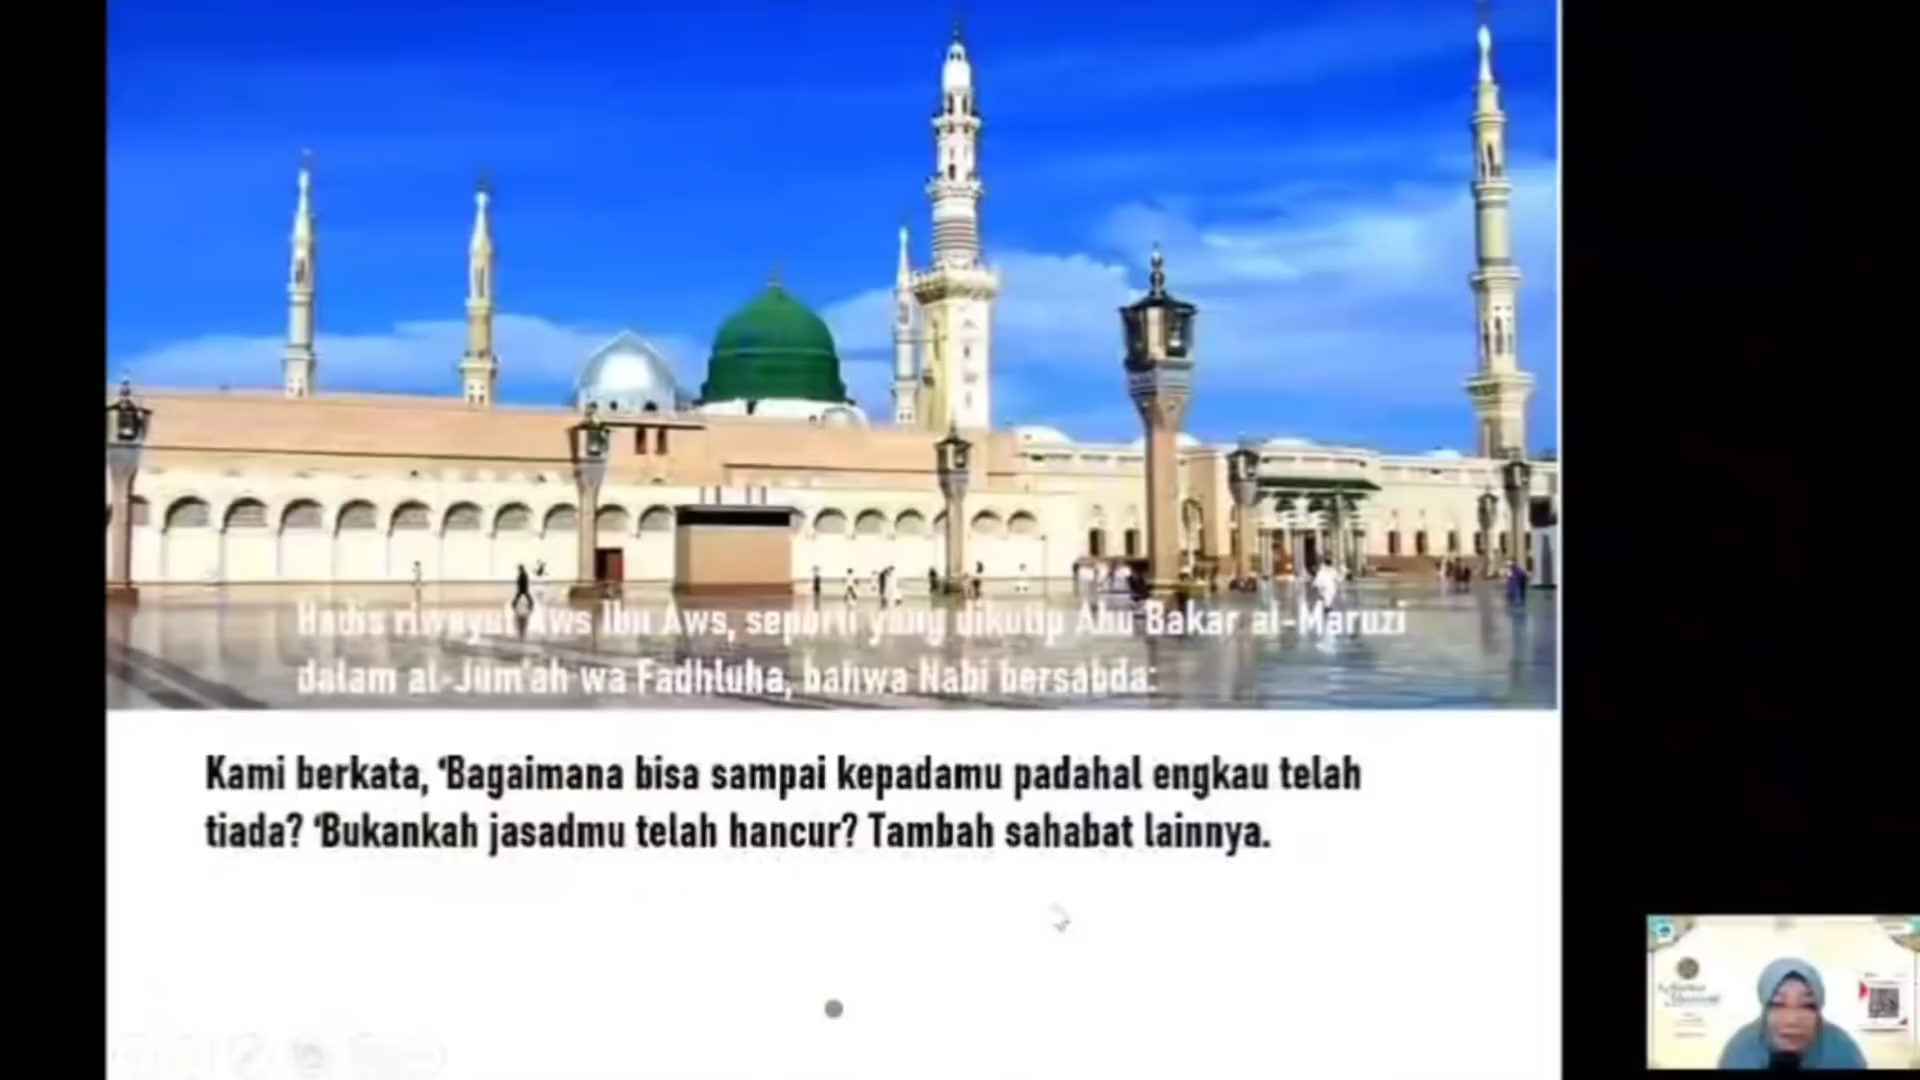 Hadis riwayat Aws Ibn Aws, seperti yang dikutip Abu Bakar al-Maruzi
dalam al-Jum'ah wa Fadhluha, bahwa Nabi bersabda:
Kami berkata, ‘Bagaimana bisa sampai kepadamu padahal engkau telah
tiada? ‘Bukankah jasadmu telah hancur? Tambah sahabat lainnya.